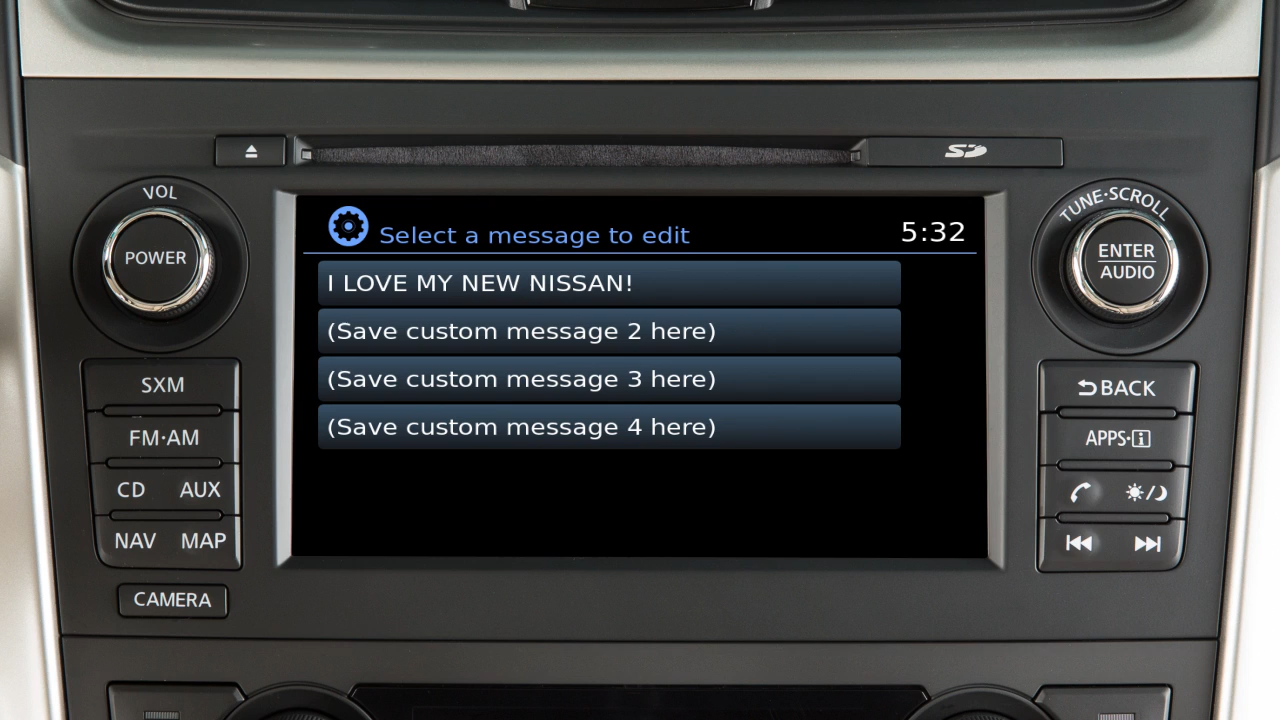 SD
VOL
POWER
TUNE·SCROLL
ENTER
AUDIO
Select a message to edit
5:32
I LOVE MY NEW NISSAN!
(Save custom message 2 here)
(Save custom message 3 here)
(Save custom message 4 here)
SXM
FM·AM
CD AUX
NAV MAP
CAMERA
BACK
APPS·i